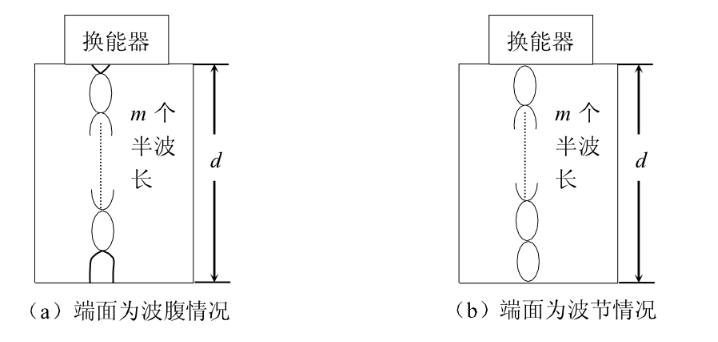 换能器
m 个
半波
长
d
(a) 端面为波腹情况
换能器
m 个
半波
长
d
(b) 端面为波节情况